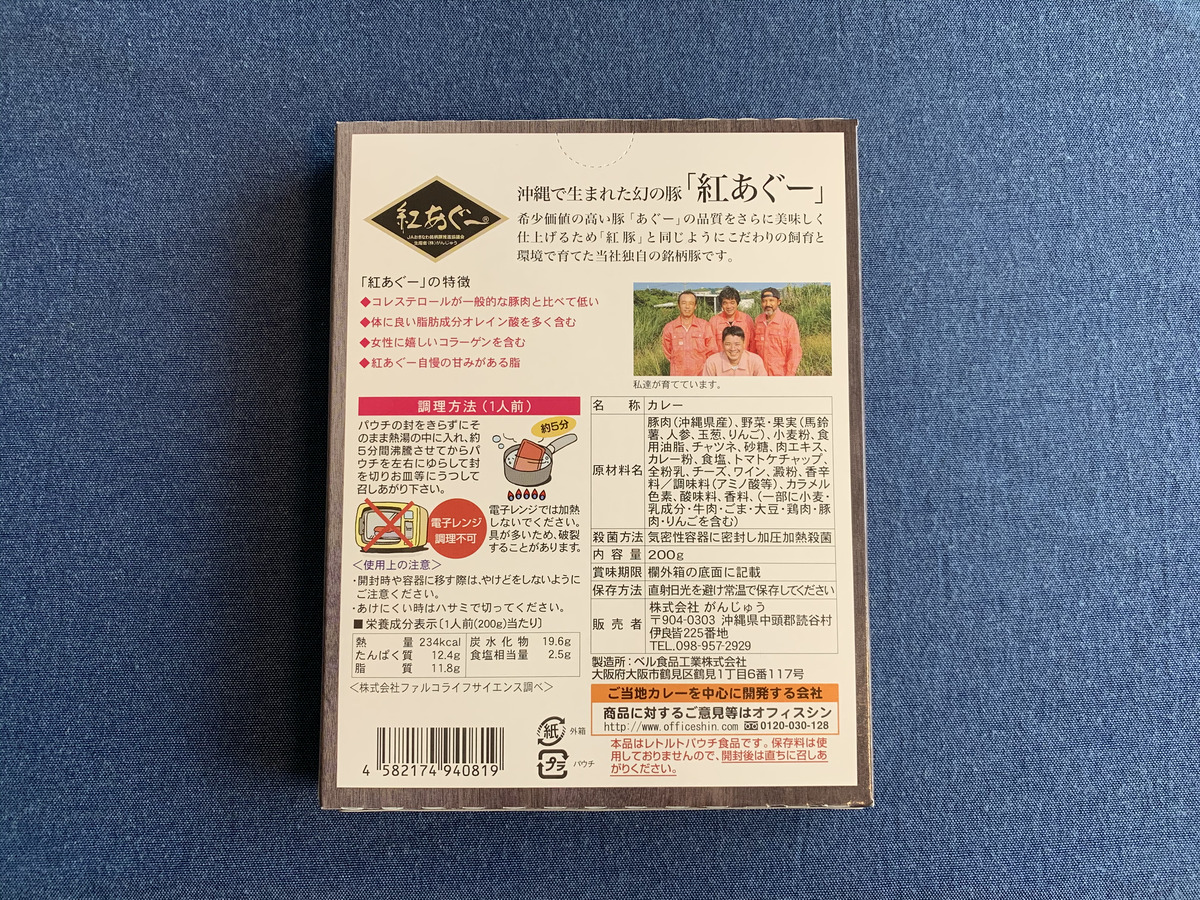 沖縄で生まれた幻の豚「紅あぐー」
希少価値の高い豚「あぐー」の品質をさらに美味しく
仕上げるため「紅豚」と同じようにこだわりの飼育と
環境で育てた当社独自の銘柄豚です。
紅あぐー®
JAおきなわ銘柄豚推進協議会
生産者(株)がんじゅう
「紅あぐー」の特徴
◆コレステロールが一般的な豚肉と比べて低い
◆体に良い脂肪成分オレイン酸を多く含む
◆女性に嬉しいコラーゲンを含む
◆紅あぐー自慢の甘みがある脂
私達が育てています。
調理方法(1人前)
パウチの封をきらずにそ
のまま熱湯の中に入れ、約
5分間沸騰させてからパ
ウチを左右にゆらして封
を切りお皿等にうつして
召しあがり下さい。
約5分
電子レンジ
調理不可
電子レンジでは加熱
しないでください。
具が多いため、破裂
することがあります。
<使用上の注意>
・開封時や容器に移す際は、やけどをしないように
ご注意ください。
・あけにくい時はハサミで切ってください。
■栄養成分表示〔1人前(200g)当たり〕
熱量 234kcal 炭水化物 19.6g
たんぱく質 12.4g 食塩相当量 2.5g
脂質 11.8g
<株式会社ファルコライフサイエンス調べ>
名称 カレー
原材料名
豚肉(沖縄県産)、野菜・果実(馬鈴
薯、人参、玉葱、りんご)、小麦粉、食
用油脂、チャツネ、砂糖、肉エキス、
カレー粉、食塩、トマトケチャップ、
全粉乳、チーズ、ワイン、澱粉、香辛
料/調味料(アミノ酸等)、カラメル
色素、酸味料、香料、(一部に小麦・
乳成分・牛肉・ごま・大豆・鶏肉・豚
肉・りんごを含む)
殺菌方法 気密性容器に密封し加圧加熱殺菌
内容量 200g
賞味期限 欄外箱の底面に記載
保存方法 直射日光を避け常温で保存してください
販売者
株式会社 がんじゅう
〒904-0303 沖縄県中頭郡読谷村
伊良皆225番地
TEL.098-957-2929
製造所:ベル食品工業株式会社
大阪府大阪市鶴見区鶴見1丁目6番117号
ご当地カレーを中心に開発する会社
商品に対するご意見等はオフィスシン
http://www.officeshin.com 0120-030-128
本品はレトルトパウチ食品です。保存料は使
用しておりませんので、開封後は直ちに召しあ
がりください。
4 582174 940819
紙 外箱
プラ パウチ